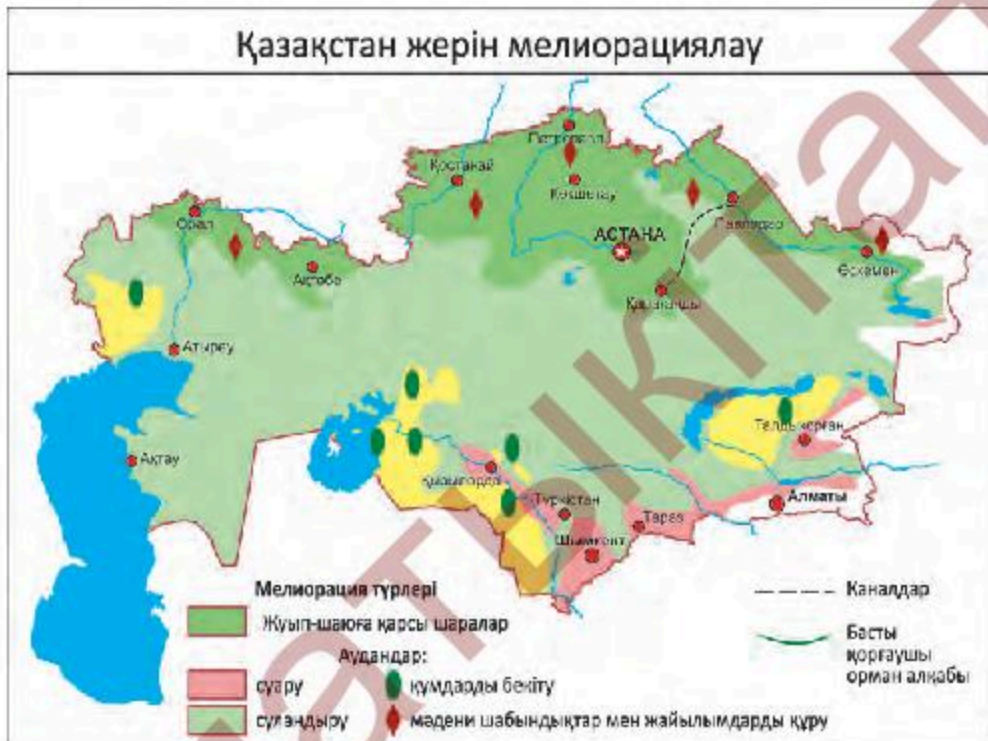 Қазақстан жерін мелиорациялау
Петропавл
Қостанай
Көкшетау
Орал
АСТАНА
Павлодар
Ақтөбе
Өскемен
Қарағанды
Атырау
Талдықорған
Ақтау
Қызылорда
Түркістан
Алматы
Тараз
Шымкент
Мелиорация түрлері
Жуып-шаюға қарсы шаралар
Аудандар:
суару
құмдарды бекіту
суландыру
мәдени шабындықтар мен жайылымдарды құру
Каналдар
Басты
қорғаушы
орман алқабы